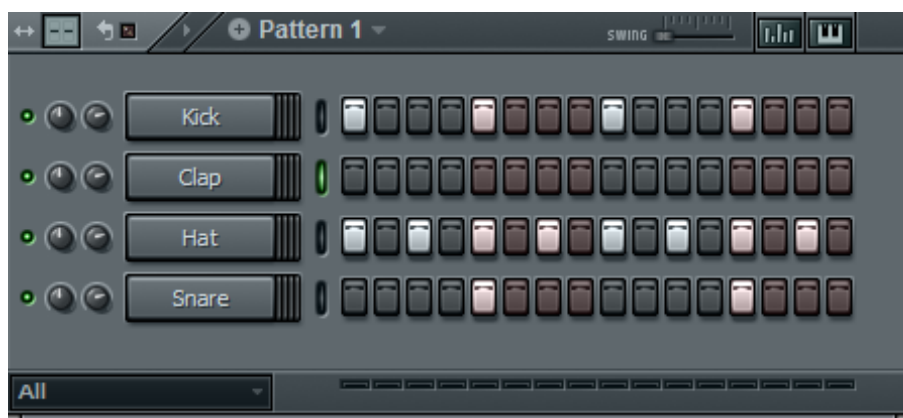 Pattern 1
SWING
Kick
Clap
Hat
Snare
All